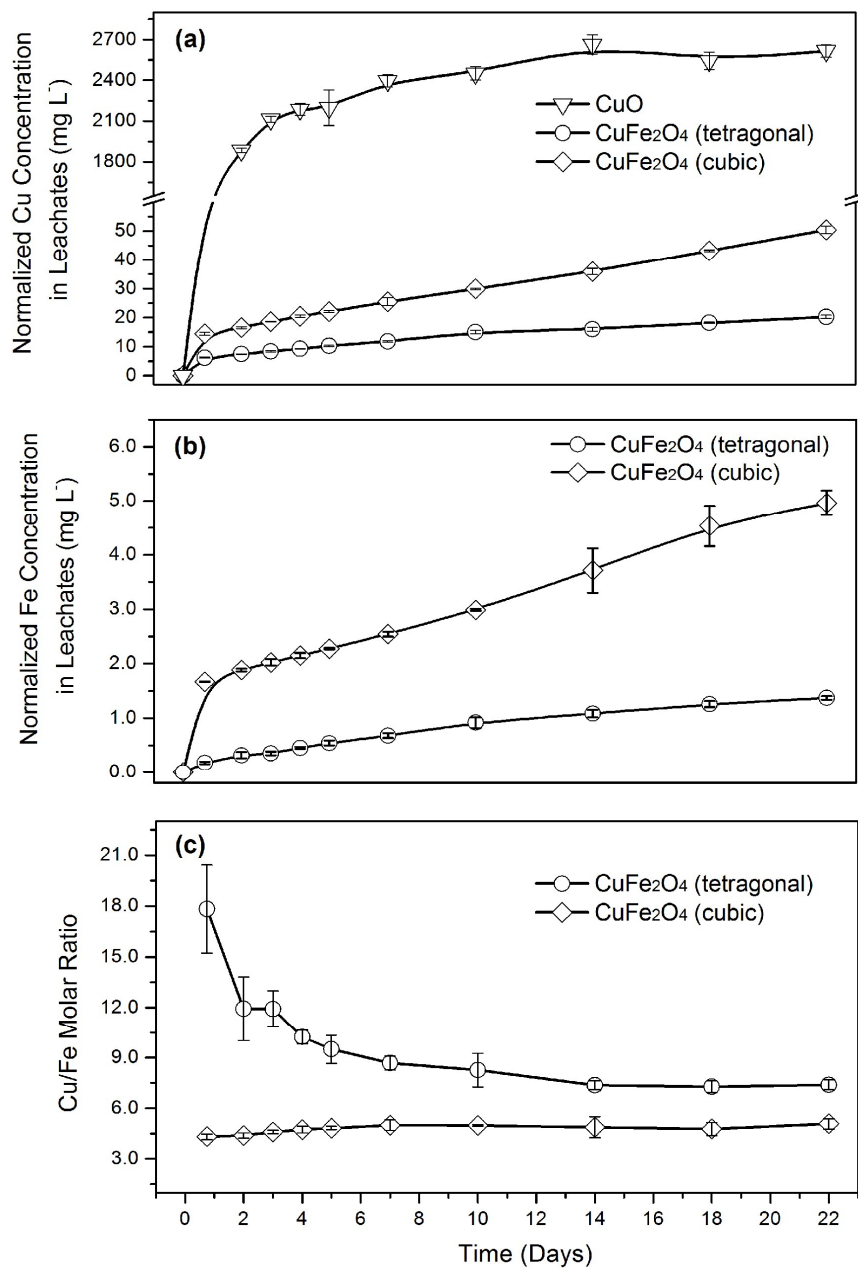 (a)
2700
2400
2100
1800
50
40
30
20
10
0
Normalized Cu Concentration
in Leachates (mg L⁻)
CuO
CuFe₂O₄ (tetragonal)
CuFe₂O₄ (cubic)
(b)
6.0
5.0
4.0
3.0
2.0
1.0
0.0
Normalized Fe Concentration
in Leachates (mg L⁻)
CuFe₂O₄ (tetragonal)
CuFe₂O₄ (cubic)
(c)
21.0
18.0
15.0
12.0
9.0
6.0
3.0
Cu/Fe Molar Ratio
CuFe₂O₄ (tetragonal)
CuFe₂O₄ (cubic)
0 2 4 6 8 10 12 14 16 18 20 22
Time (Days)